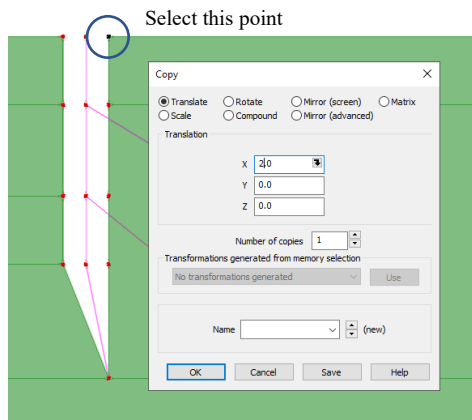 Select this point
Copy
Translate Rotate Mirror (screen) Matrix
Scale Compound Mirror (advanced)
Translation
X 2.0
Y 0.0
Z 0.0
Number of copies 1
Transformations generated from memory selection
No transformations generated Use
Name (new)
OK Cancel Save Help